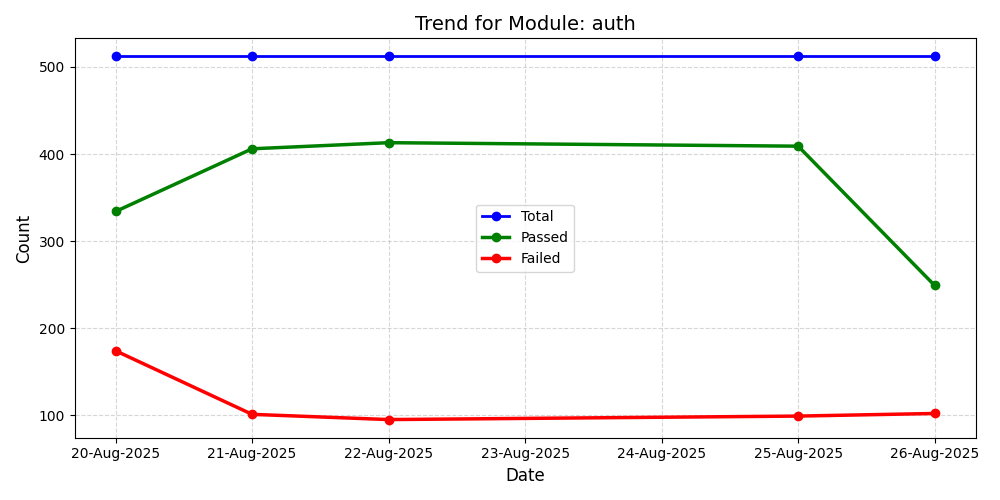 Trend for Module: auth
500
400
300
200
100
Count
Total
Passed
Failed
20-Aug-2025 21-Aug-2025 22-Aug-2025 23-Aug-2025 24-Aug-2025 25-Aug-2025 26-Aug-2025
Date